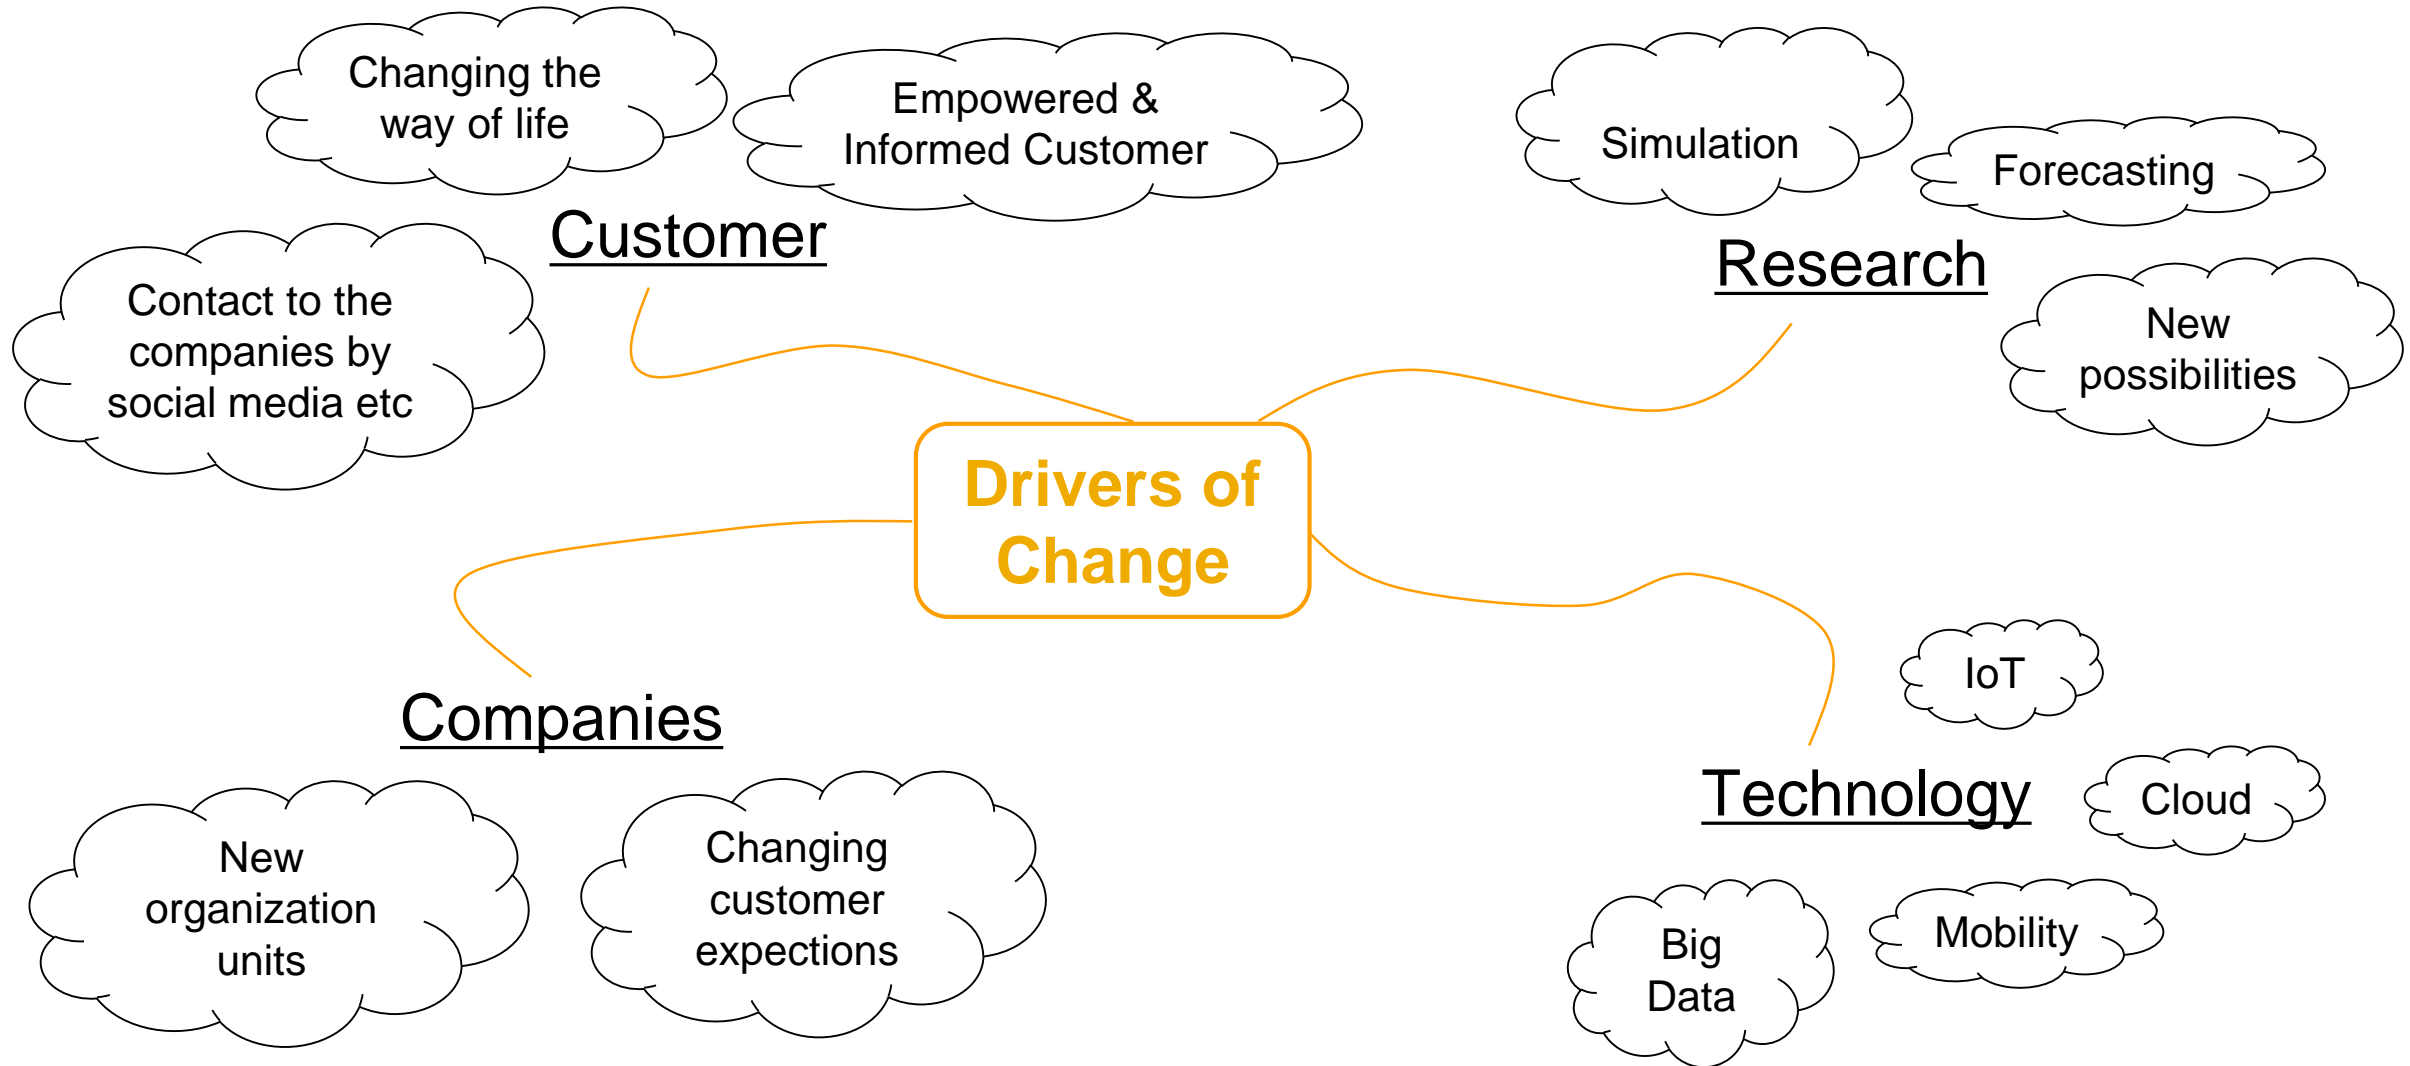 Changing the
way of life
Empowered &
Informed Customer
Customer
Contact to the
companies by
social media etc
Simulation
Forecasting
Research
New
possibilities
Drivers of
Change
Companies
New
organization
units
Changing
customer
expections
IoT
Technology
Cloud
Mobility
Big
Data